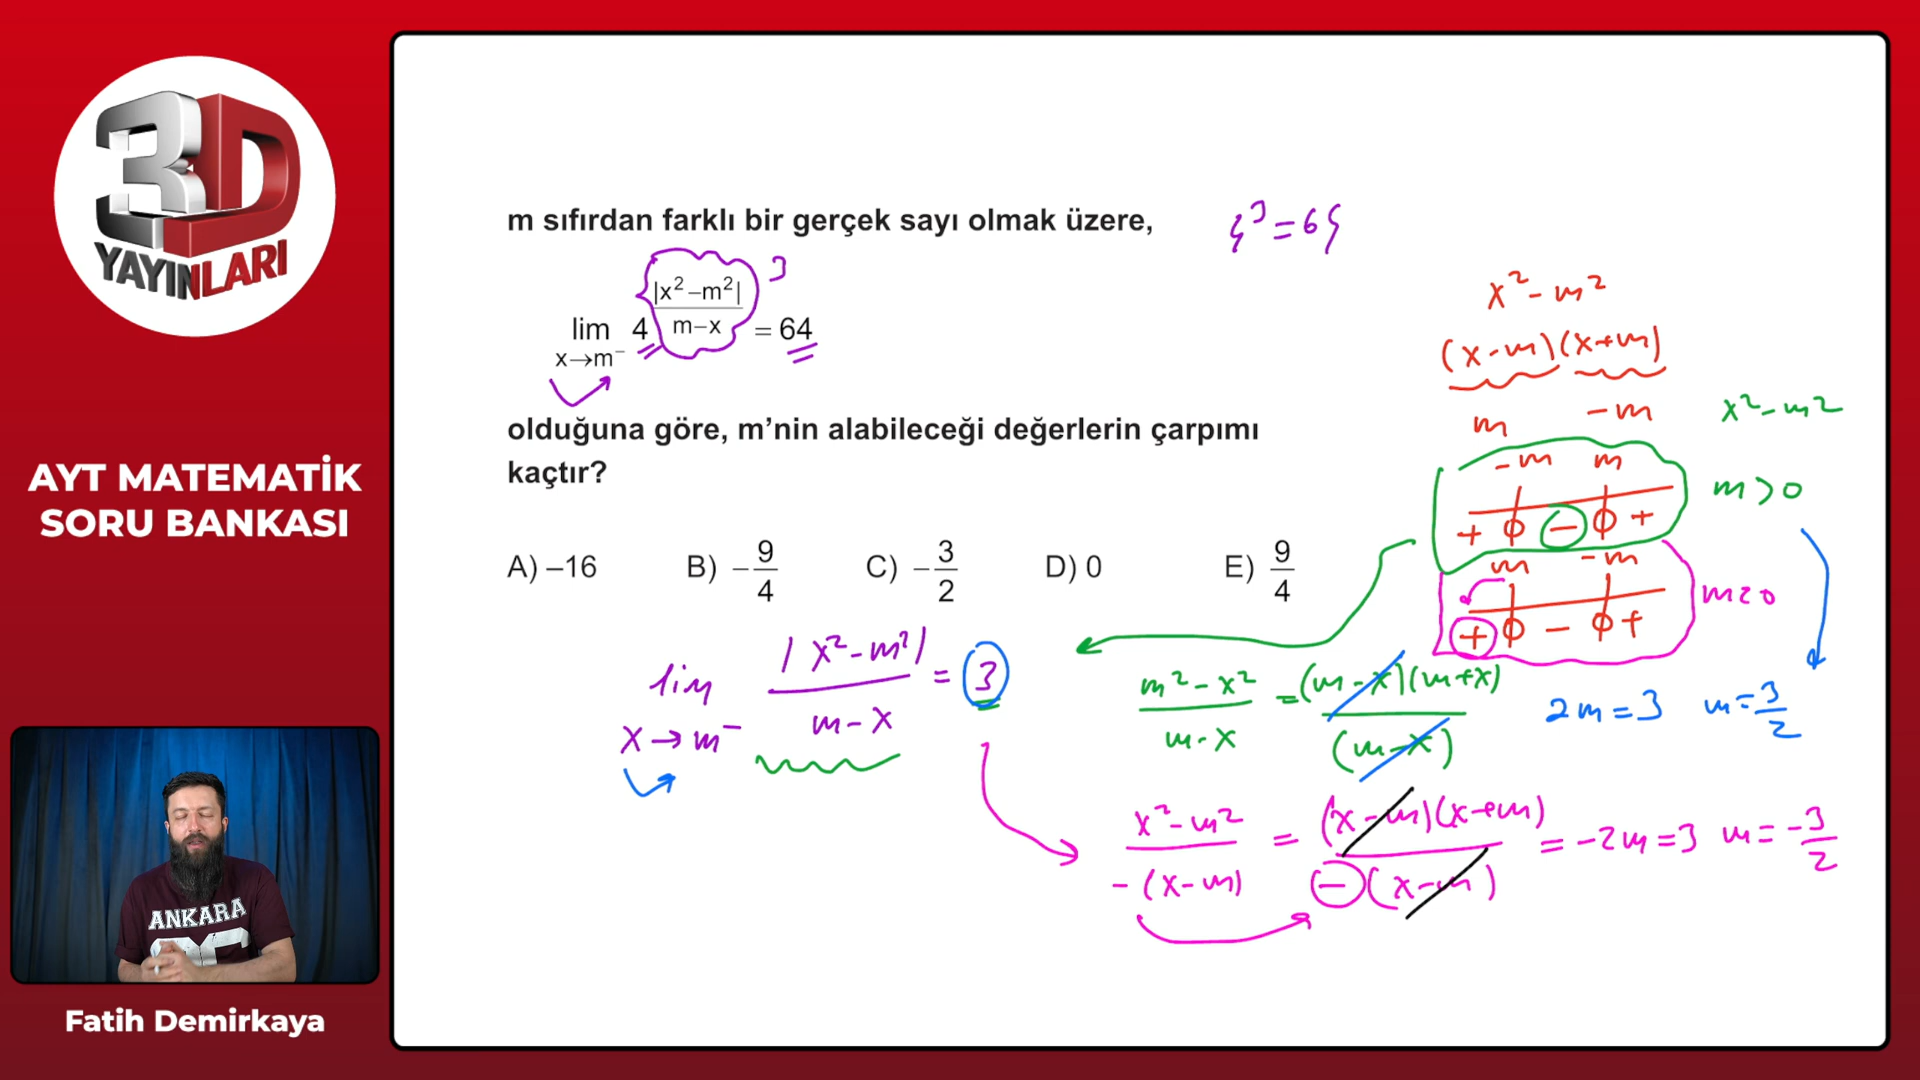 3D
YAYINLARI
AYT MATEMATİK
SORU BANKASI
ANKARA
Fatih Demirkaya
m sıfırdan farklı bir gerçek sayı olmak üzere,
lim x→m⁻ 4^(|x²−m²|/(m−x)) = 64
3
4³ = 64
olduğuna göre, m’nin alabileceği değerlerin çarpımı
kaçtır?
A) –16 B) −9/4 C) −3/2 D) 0 E) 9/4
lim x→m⁻ |x²−m²|/(m−x) = 3
x²−m²
(x−m)(x+m)
m −m
x²−m²
−m m
m>0
+ ϕ − ϕ +
m −m
m<0
+ ϕ − ϕ +
(m²−x²)/(m−x) = (m−x)(m+x)/(m−x)
2m=3 m=3/2
(x²−m²)/−(x−m) = (x−m)(x+m)/−(x−m) = −2m=3 m=−3/2